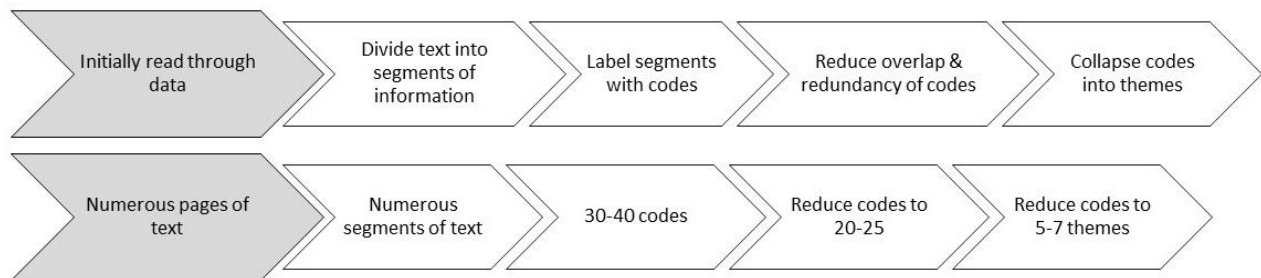 Initially read through
data
Divide text into
segments of
information
Label segments
with codes
Reduce overlap &
redundancy of codes
Collapse codes
into themes
Numerous pages of
text
Numerous
segments of text
30-40 codes
Reduce codes to
20-25
Reduce codes to
5-7 themes